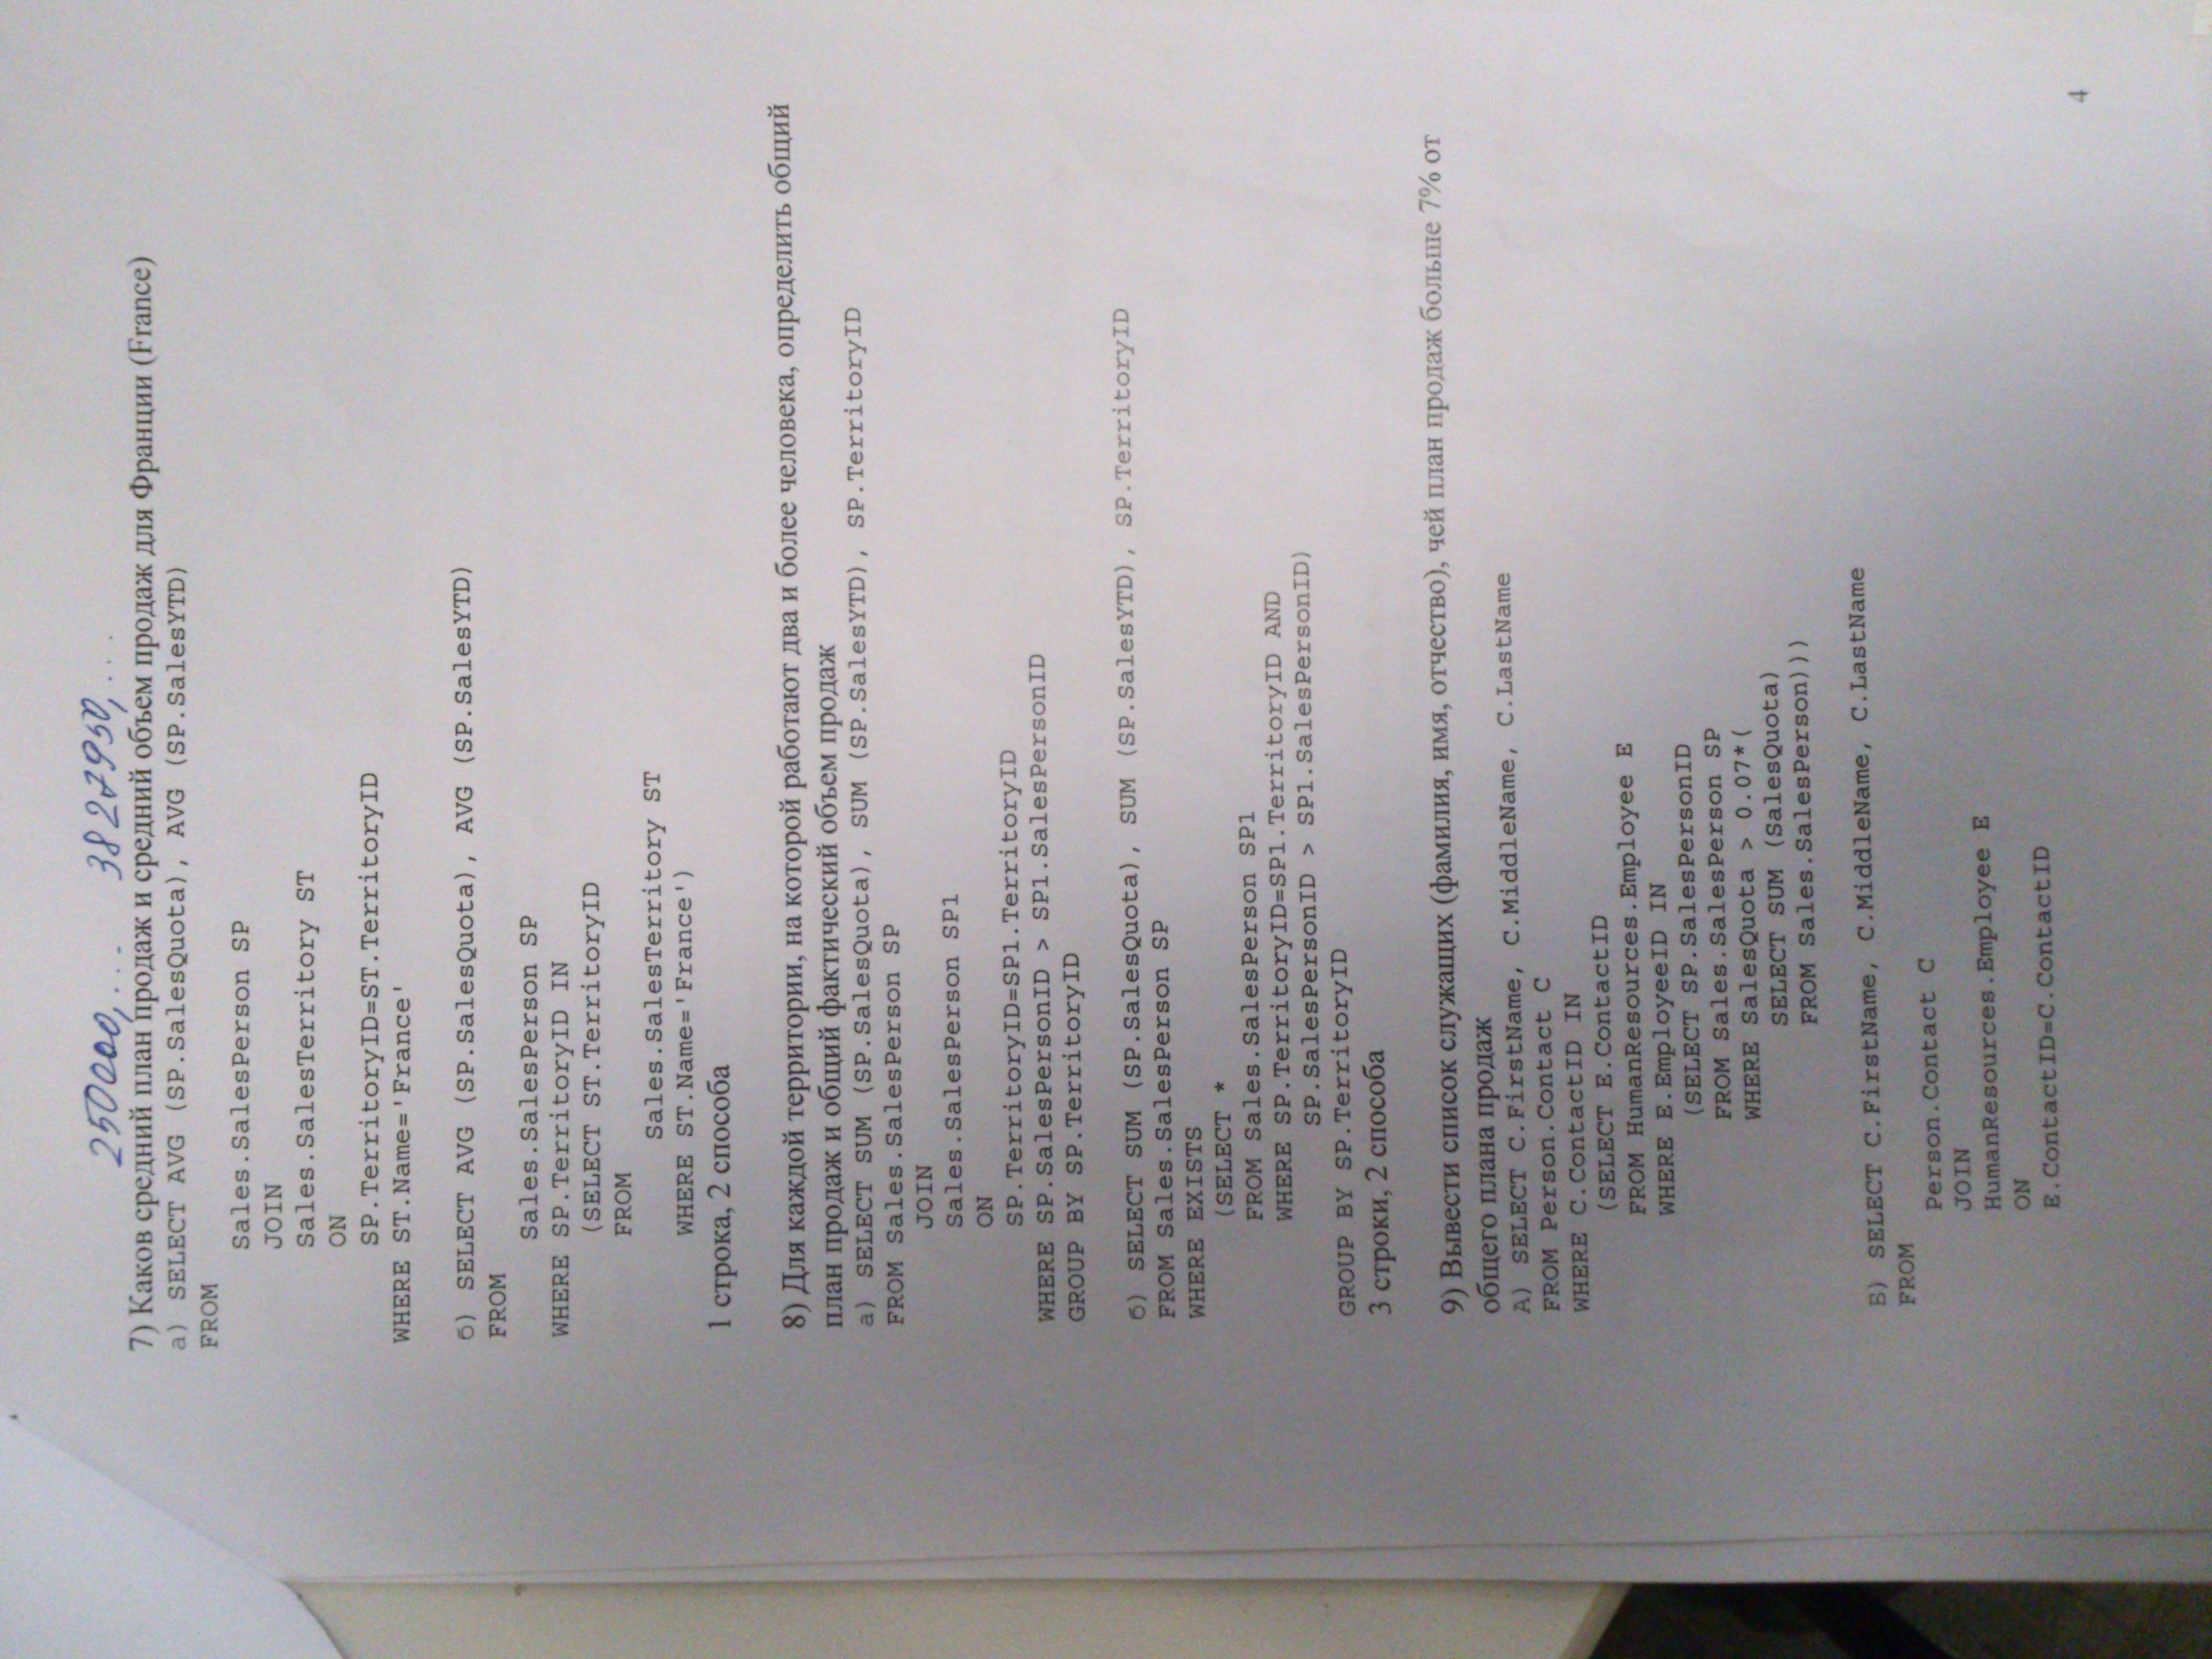 250000,... 3827950,...
7) Каков средний план продаж и средний объем продаж для Франции (France)
а) SELECT AVG (SP.SalesQuota), AVG (SP.SalesYTD)
FROM
Sales.SalesPerson SP
JOIN
Sales.SalesTerritory ST
ON
SP.TerritoryID=ST.TerritoryID
WHERE ST.Name='France'
б) SELECT AVG (SP.SalesQuota), AVG (SP.SalesYTD)
FROM
Sales.SalesPerson SP
WHERE SP.TerritoryID IN
(SELECT ST.TerritoryID
FROM
Sales.SalesTerritory ST
WHERE ST.Name='France')
1 строка, 2 способа
8) Для каждой территории, на которой работают два и более человека, определить общий
план продаж и общий фактический объем продаж
а) SELECT SUM (SP.SalesQuota), SUM (SP.SalesYTD), SP.TerritoryID
FROM Sales.SalesPerson SP
JOIN
Sales.SalesPerson SP1
ON
SP.TerritoryID=SP1.TerritoryID
WHERE SP.SalesPersonID > SP1.SalesPersonID
GROUP BY SP.TerritoryID
б) SELECT SUM (SP.SalesQuota), SUM (SP.SalesYTD), SP.TerritoryID
FROM Sales.SalesPerson SP
WHERE EXISTS
(SELECT *
FROM Sales.SalesPerson SP1
WHERE SP.TerritoryID=SP1.TerritoryID AND
SP.SalesPersonID > SP1.SalesPersonID)
GROUP BY SP.TerritoryID
3 строки, 2 способа
9) Вывести список служащих (фамилия, имя, отчество), чей план продаж больше 7% от
общего плана продаж
А) SELECT C.FirstName, C.MiddleName, C.LastName
FROM Person.Contact C
WHERE C.ContactID IN
(SELECT E.ContactID
FROM HumanResources.Employee E
WHERE E.EmployeeID IN
(SELECT SP.SalesPersonID
FROM Sales.SalesPerson SP
WHERE SalesQuota > 0.07*(
SELECT SUM (SalesQuota)
FROM Sales.SalesPerson)))
Б) SELECT C.FirstName, C.MiddleName, C.LastName
FROM
Person.Contact C
JOIN
HumanResources.Employee E
ON
E.ContactID=C.ContactID
4